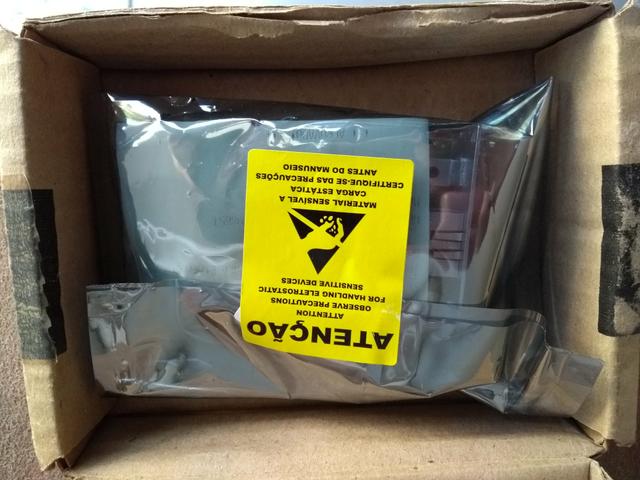 ATENÇÃO
ATTENTION
OBSERVE PRECAUTIONS
FOR HANDLING ELETROSTATIC
SENSITIVE DEVICES
MATERIAL SENSÍVEL A
CARGA ESTÁTICA
CERTIFIQUE-SE DAS PRECAUÇÕES
ANTES DO MANUSEIO